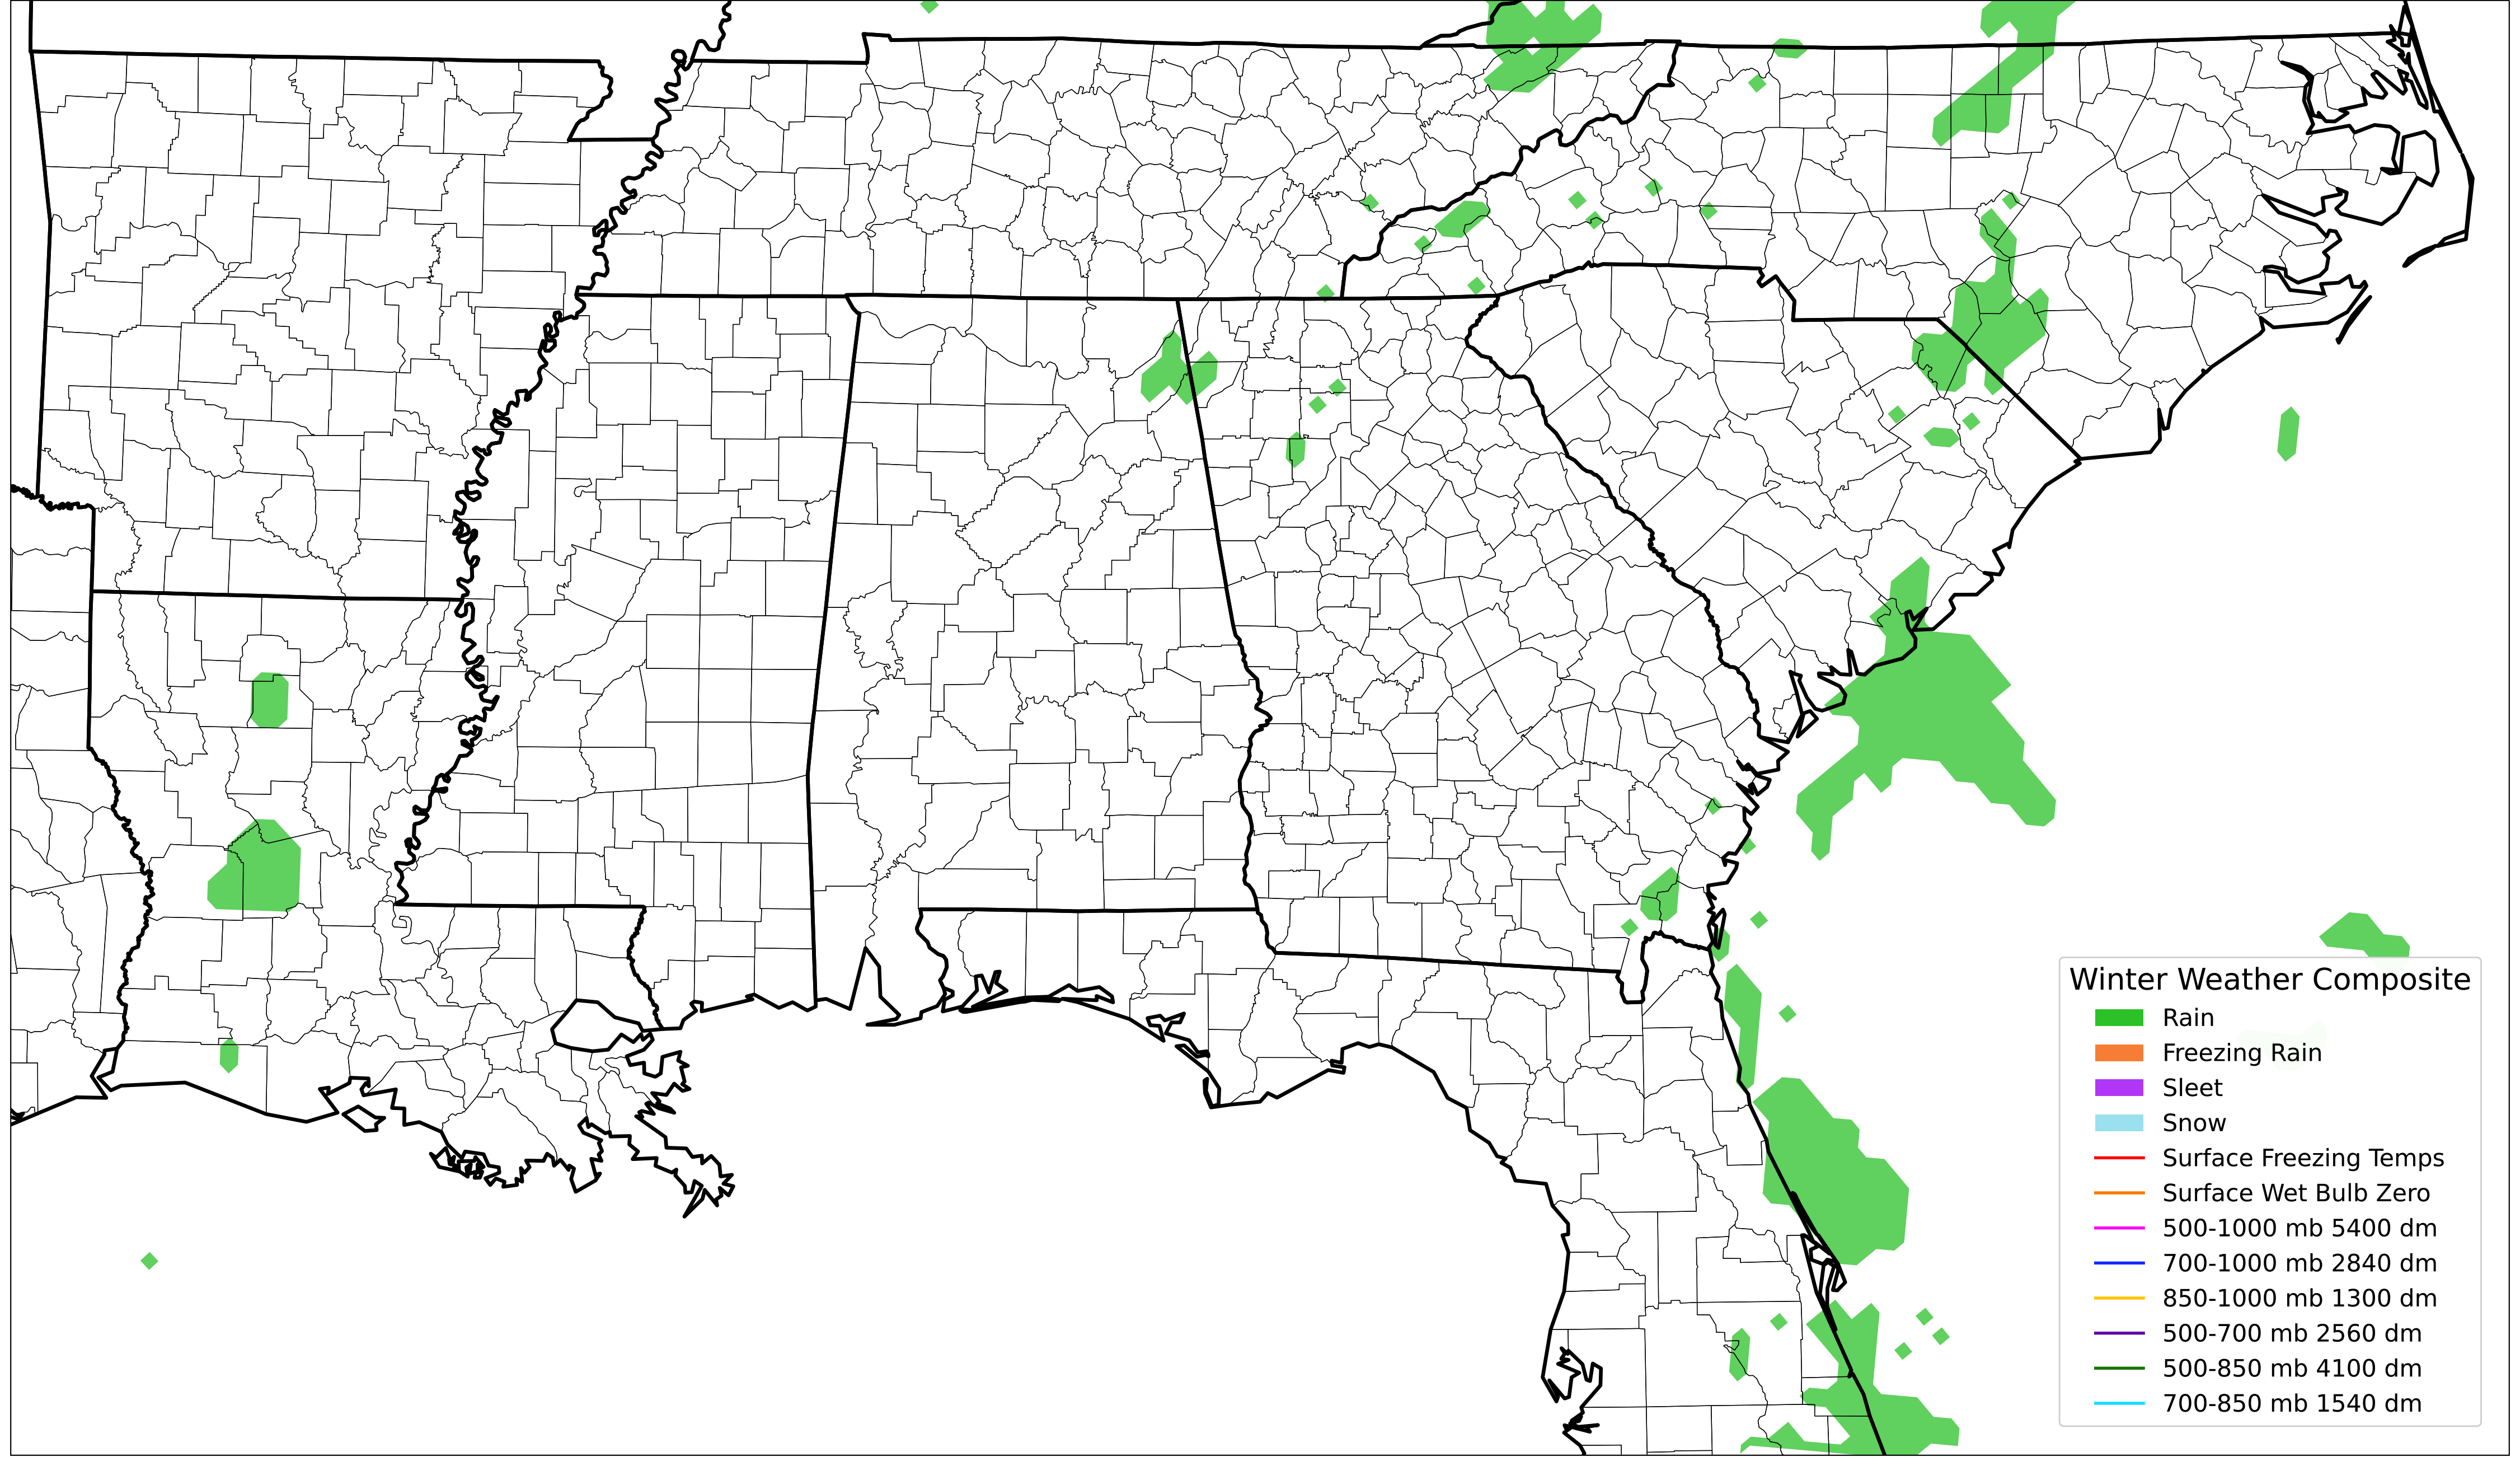 Winter Weather Composite
Rain
Freezing Rain
Sleet
Snow
Surface Freezing Temps
Surface Wet Bulb Zero
500-1000 mb 5400 dm
700-1000 mb 2840 dm
850-1000 mb 1300 dm
500-700 mb 2560 dm
500-850 mb 4100 dm
700-850 mb 1540 dm